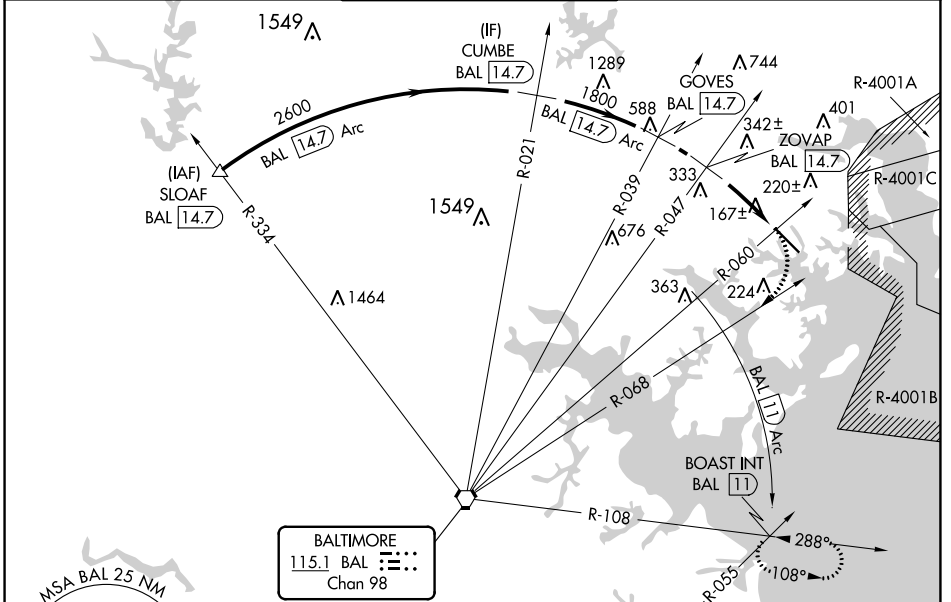 1549
(IF)
CUMBE
BAL 14.7
1289
744
GOVES
BAL 14.7
R-4001A
2600
1800
588
BAL 14.7 Arc
BAL 14.7 Arc
401
342±
ZOVAP
BAL 14.7
(IAF)
SLOAF
BAL 14.7
R-334
R-021
R-039
333
R-047
220±
R-4001C
1549
167±
676
R-060
1464
363
224
R-068
BAL 11 Arc
R-4001B
BOAST INT
BAL 11
R-108
288°
108°
R-055
BALTIMORE
115.1 BAL
Chan 98
MSA BAL 25 NM